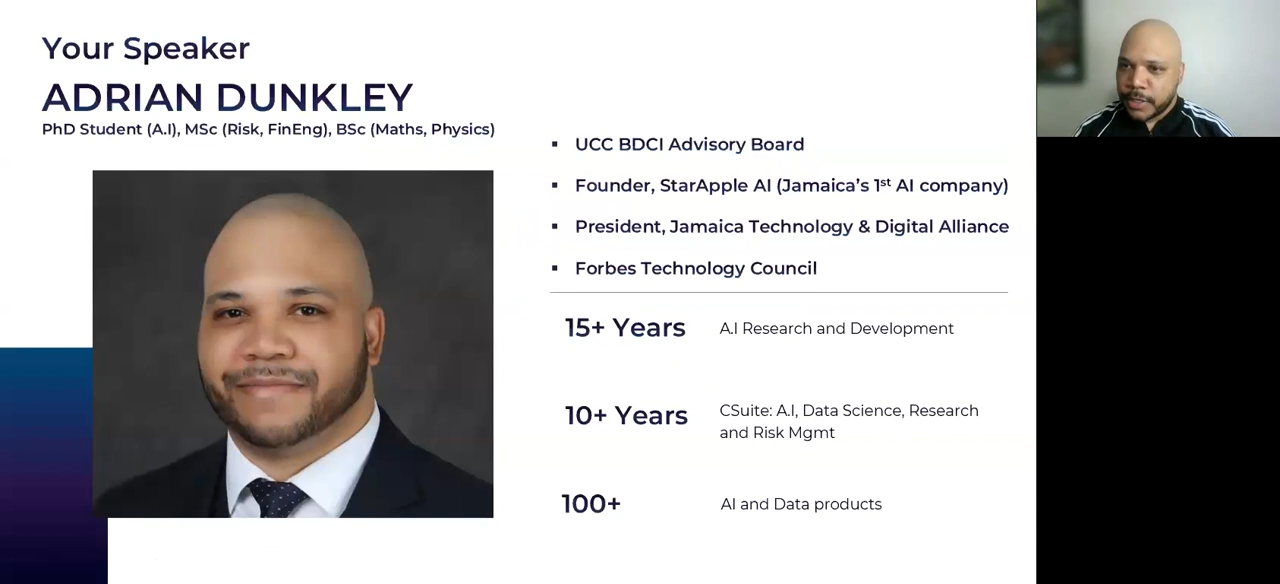 Your Speaker
ADRIAN DUNKLEY
PhD Student (A.I), MSc (Risk, FinEng), BSc (Maths, Physics)
▪ UCC BDCI Advisory Board
▪ Founder, StarApple AI (Jamaica’s 1st AI company)
▪ President, Jamaica Technology & Digital Alliance
▪ Forbes Technology Council
15+ Years A.I Research and Development
10+ Years CSuite: A.I, Data Science, Research
and Risk Mgmt
100+ AI and Data products